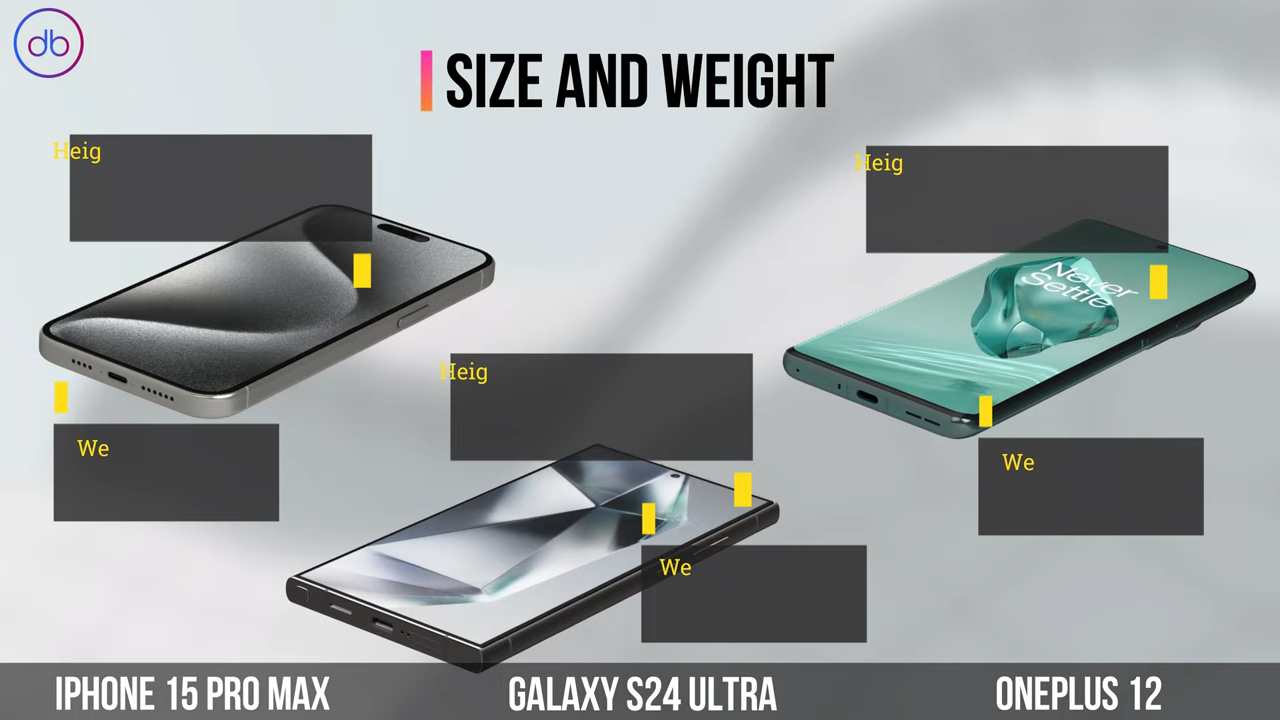 db
SIZE AND WEIGHT
Heig
Heig
Never
Settle
Heig
We
We
We
IPHONE 15 PRO MAX
GALAXY S24 ULTRA
ONEPLUS 12